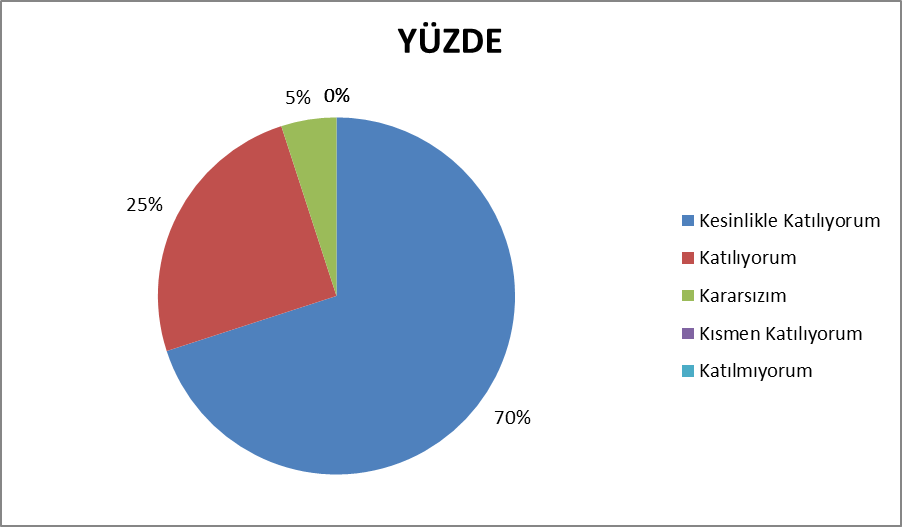 YÜZDE
5%
0%
25%
70%
Kesinlikle Katılıyorum
Katılıyorum
Kararsızım
Kısmen Katılıyorum
Katılmıyorum